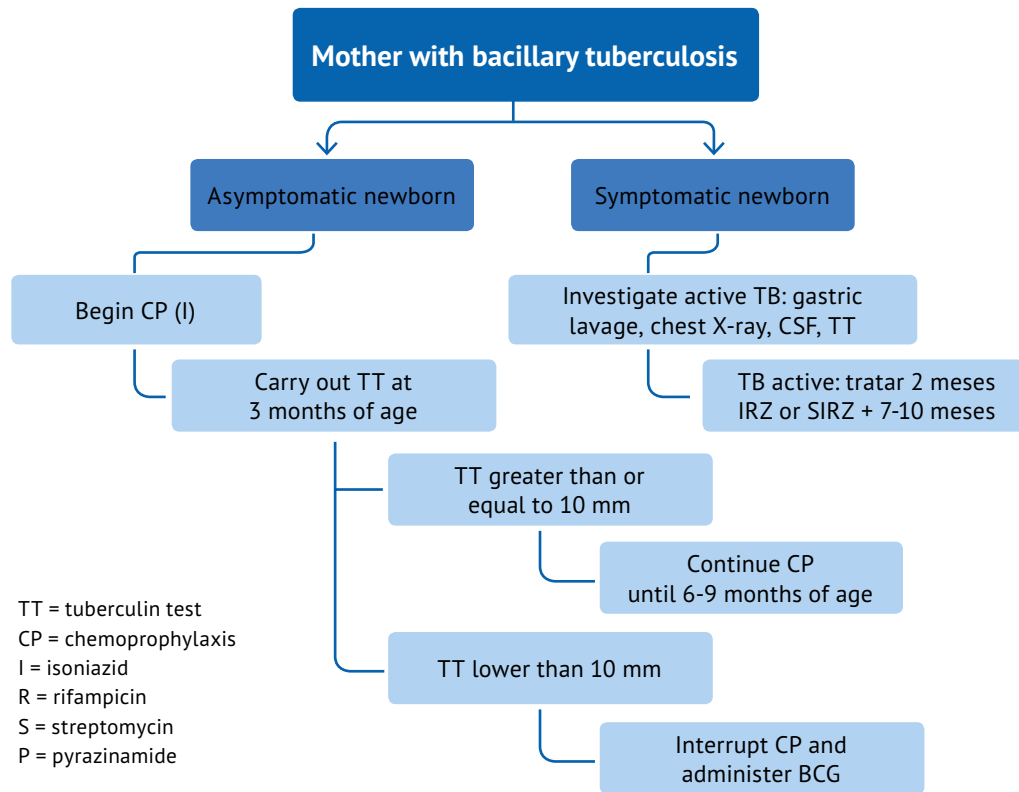 Mother with bacillary tuberculosis
Asymptomatic newborn
Symptomatic newborn
Begin CP (I)
Investigate active TB: gastric
lavage, chest X-ray, CSF, TT
Carry out TT at
3 months of age
TB active: tratar 2 meses
IRZ or SIRZ + 7-10 meses
TT greater than or
equal to 10 mm
Continue CP
until 6-9 months of age
TT lower than 10 mm
Interrupt CP and
administer BCG
TT = tuberculin test
CP = chemoprophylaxis
I = isoniazid
R = rifampicin
S = streptomycin
P = pyrazinamide